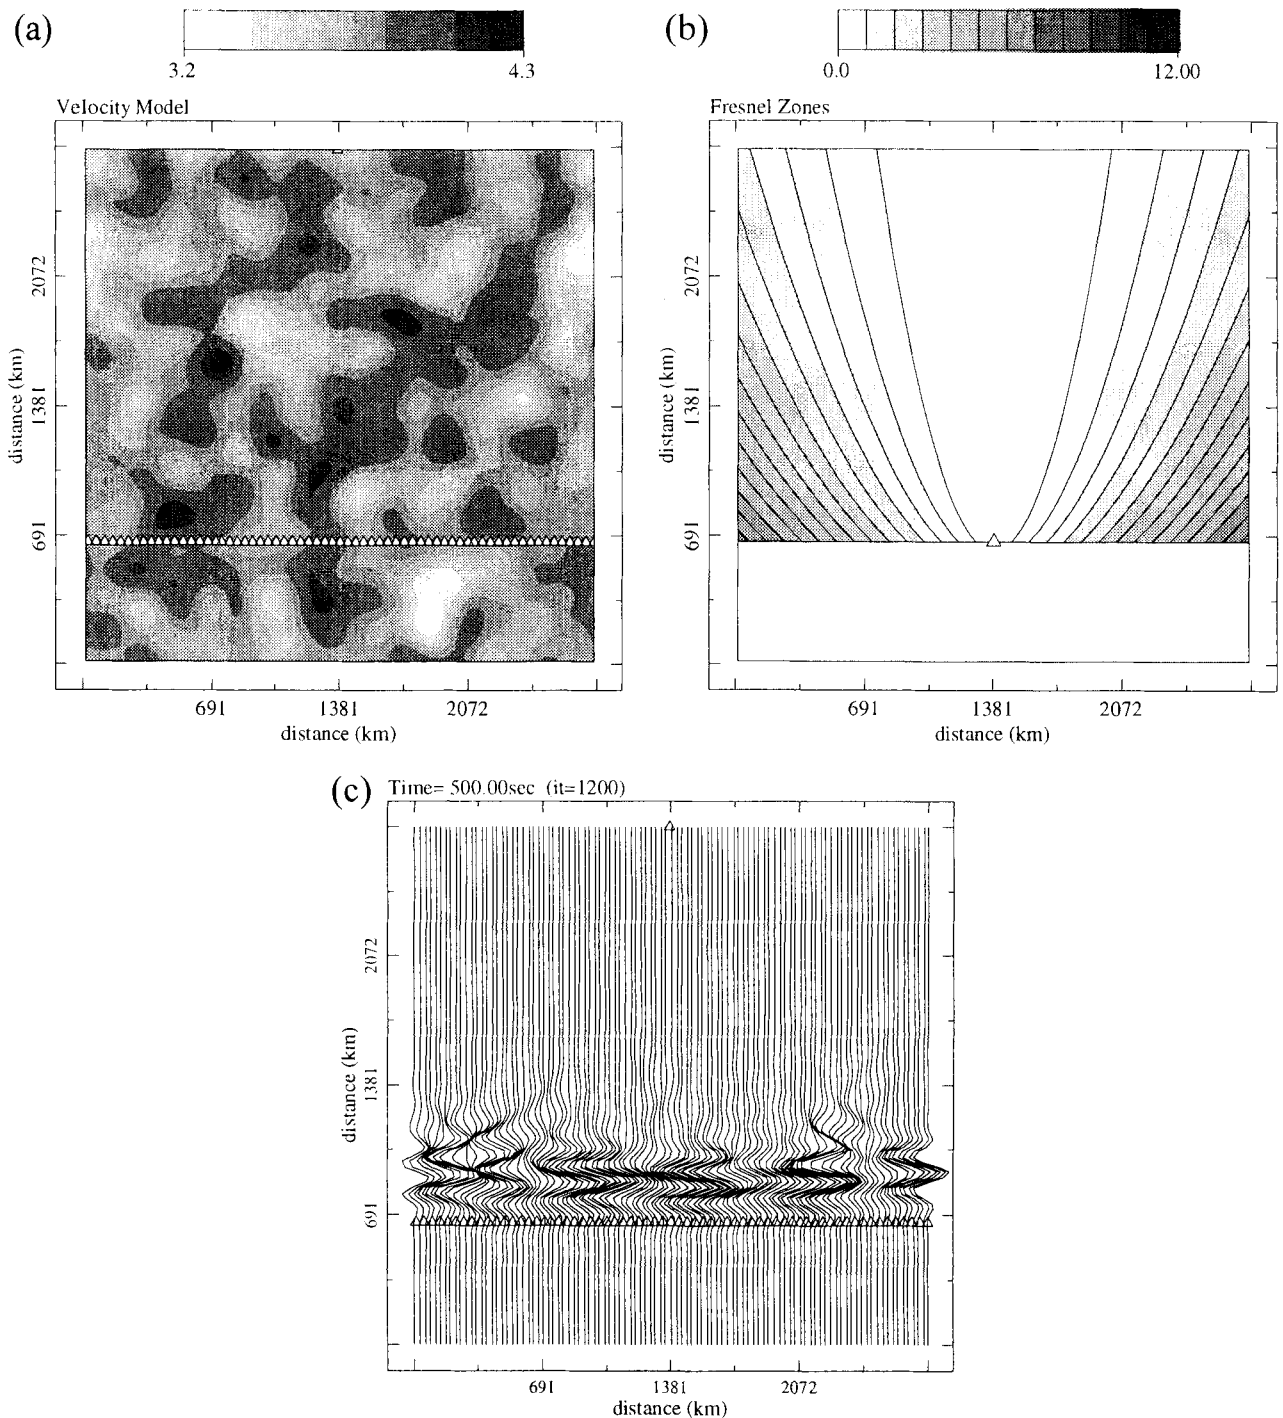 (a)
3.2 4.3
Velocity Model
distance (km)
691 1381 2072
691 1381 2072
distance (km)
(b)
0.0 12.00
Fresnel Zones
distance (km)
691 1381 2072
691 1381 2072
distance (km)
(c) Time= 500.00sec (it=1200)
distance (km)
691 1381 2072
691 1381 2072
distance (km)